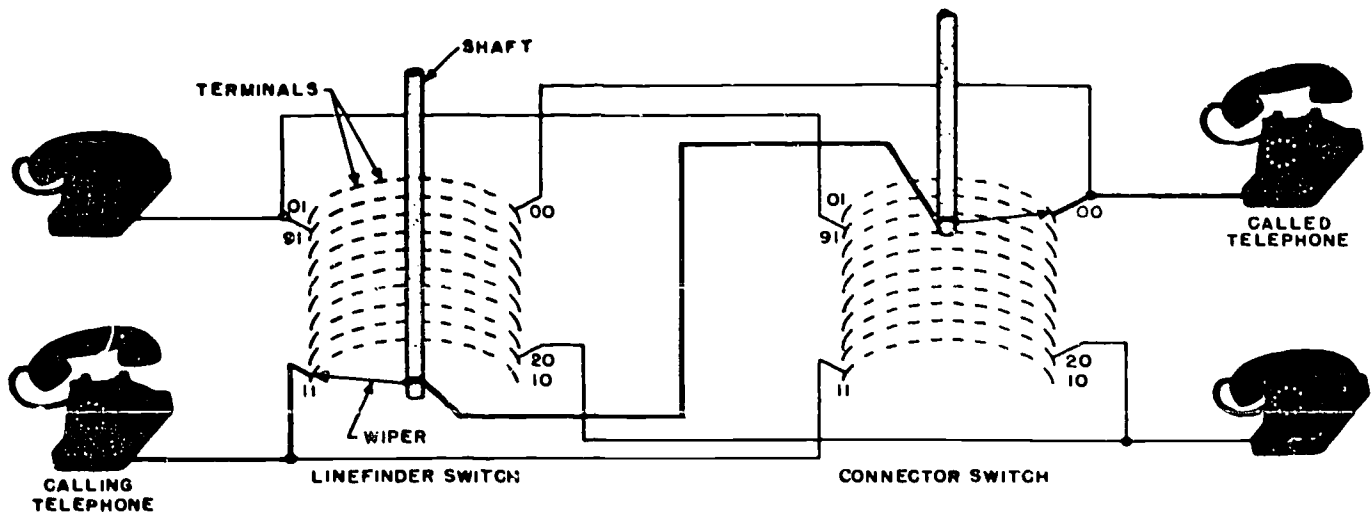 SHAFT
TERMINALS
01
91
00
01
91
00
CALLED
TELEPHONE
11
20
10
11
20
10
WIPER
CALLING
TELEPHONE
LINEFINDER SWITCH
CONNECTOR SWITCH